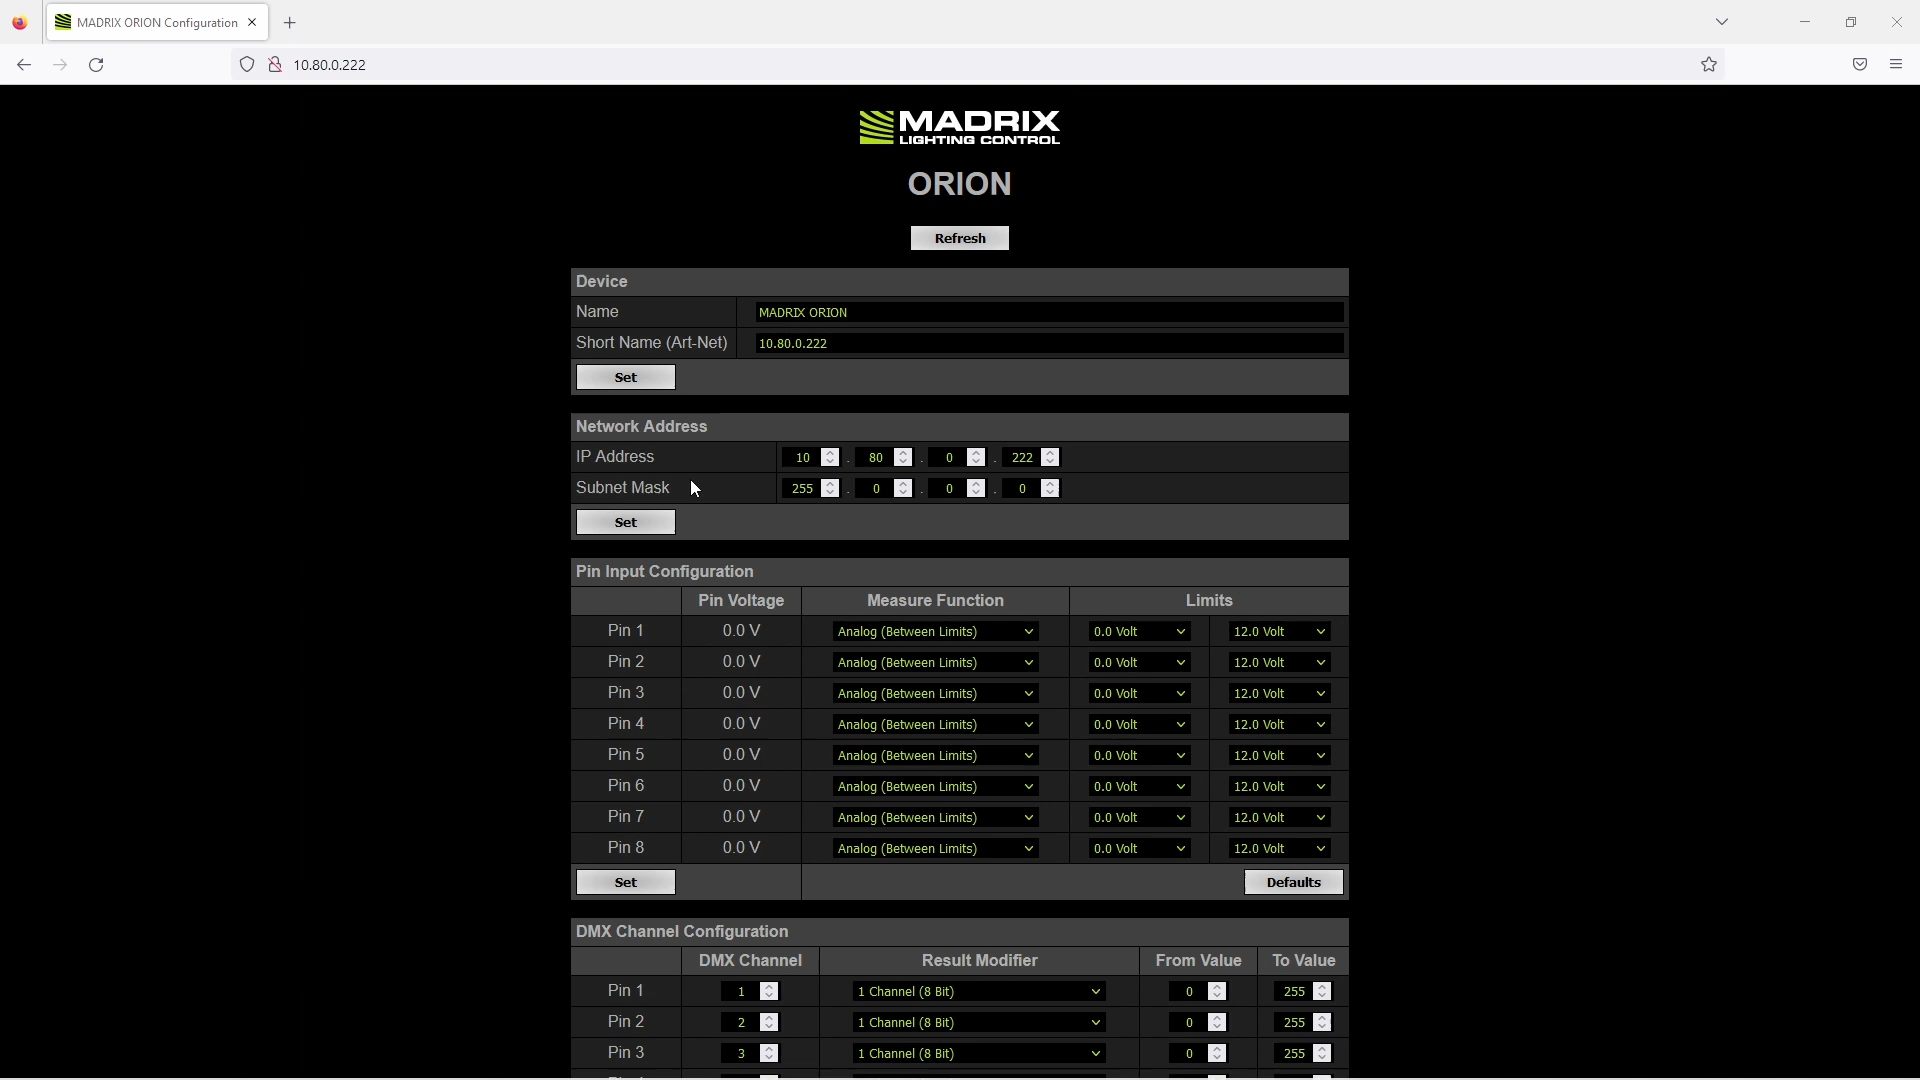 MADRIX ORION Configuration
10.80.0.222
MADRIX
LIGHTING CONTROL
ORION
Refresh
Device
Name MADRIX ORION
Short Name (Art-Net) 10.80.0.222
Set
Network Address
IP Address 10 . 80 . 0 . 222
Subnet Mask 255 . 0 . 0 . 0
Set
Pin Input Configuration
Pin Voltage Measure Function Limits
Pin 1 0.0 V Analog (Between Limits) 0.0 Volt 12.0 Volt
Pin 2 0.0 V Analog (Between Limits) 0.0 Volt 12.0 Volt
Pin 3 0.0 V Analog (Between Limits) 0.0 Volt 12.0 Volt
Pin 4 0.0 V Analog (Between Limits) 0.0 Volt 12.0 Volt
Pin 5 0.0 V Analog (Between Limits) 0.0 Volt 12.0 Volt
Pin 6 0.0 V Analog (Between Limits) 0.0 Volt 12.0 Volt
Pin 7 0.0 V Analog (Between Limits) 0.0 Volt 12.0 Volt
Pin 8 0.0 V Analog (Between Limits) 0.0 Volt 12.0 Volt
Set Defaults
DMX Channel Configuration
DMX Channel Result Modifier From Value To Value
Pin 1 1 1 Channel (8 Bit) 0 255
Pin 2 2 1 Channel (8 Bit) 0 255
Pin 3 3 1 Channel (8 Bit) 0 255